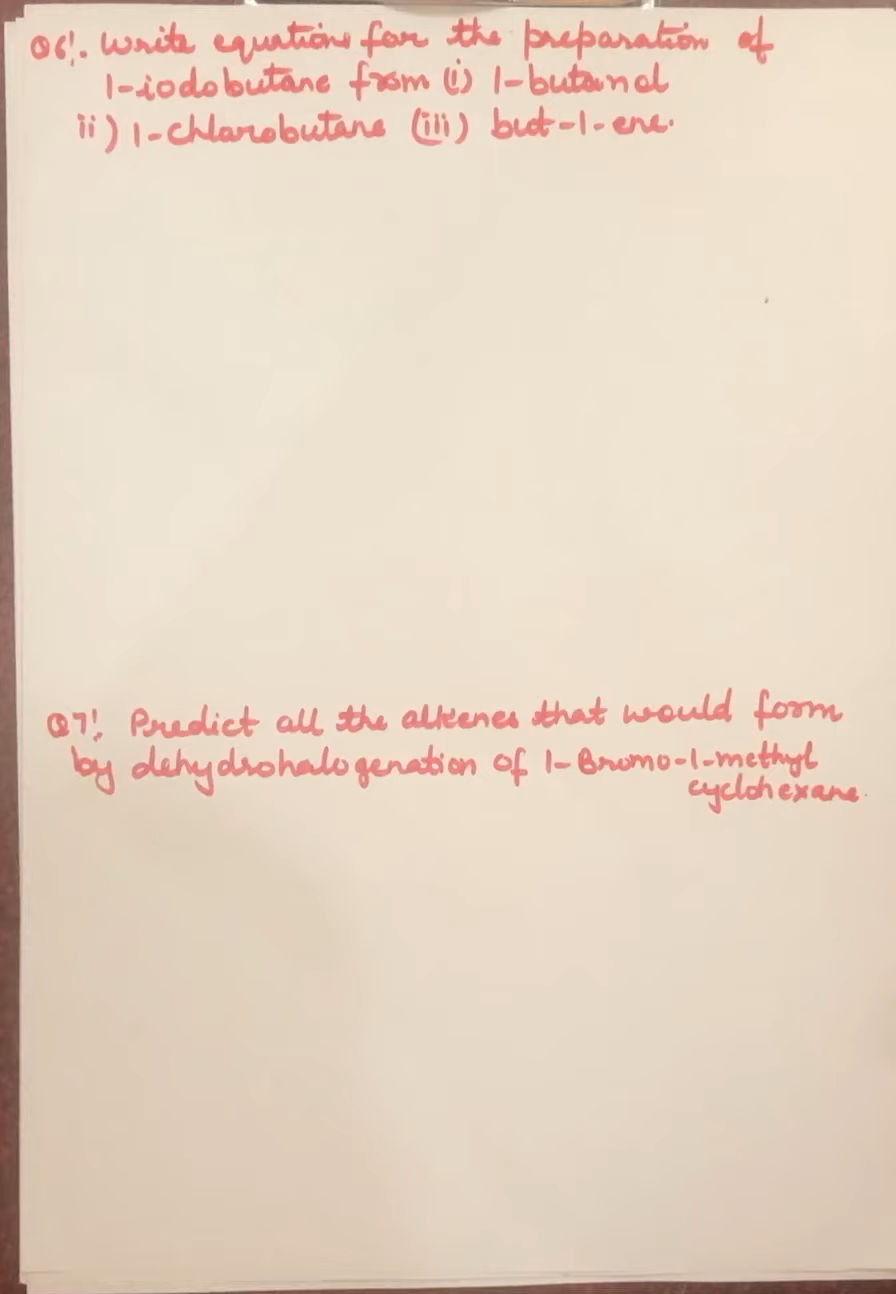 Q6!. Write equations for the preparation of
1-iodobutane from (i) 1-butanol
ii) 1-chlorobutane (iii) but-1-ene.
Q7!. Predict all the alkenes that would form
by dehydrohalogenation of 1-Bromo-1-methyl
cyclohexane.